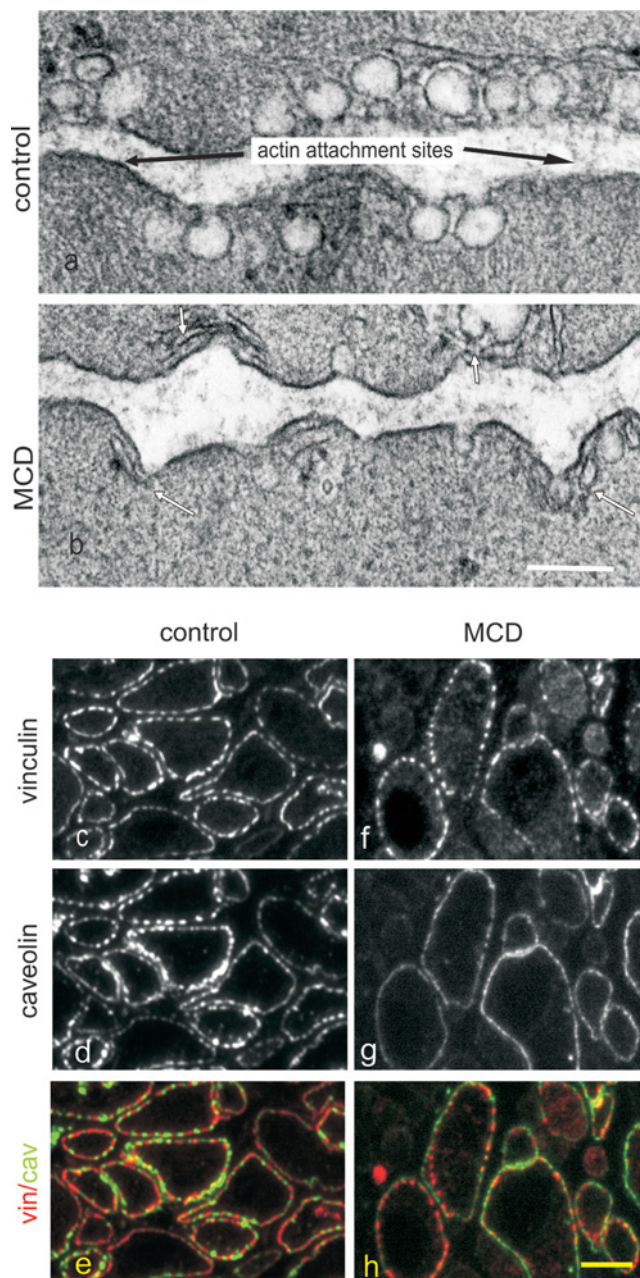 control
actin attachment sites
a
MCD
b
control MCD
vinculin
c
f
caveolin
d
g
vin/cav
e
h